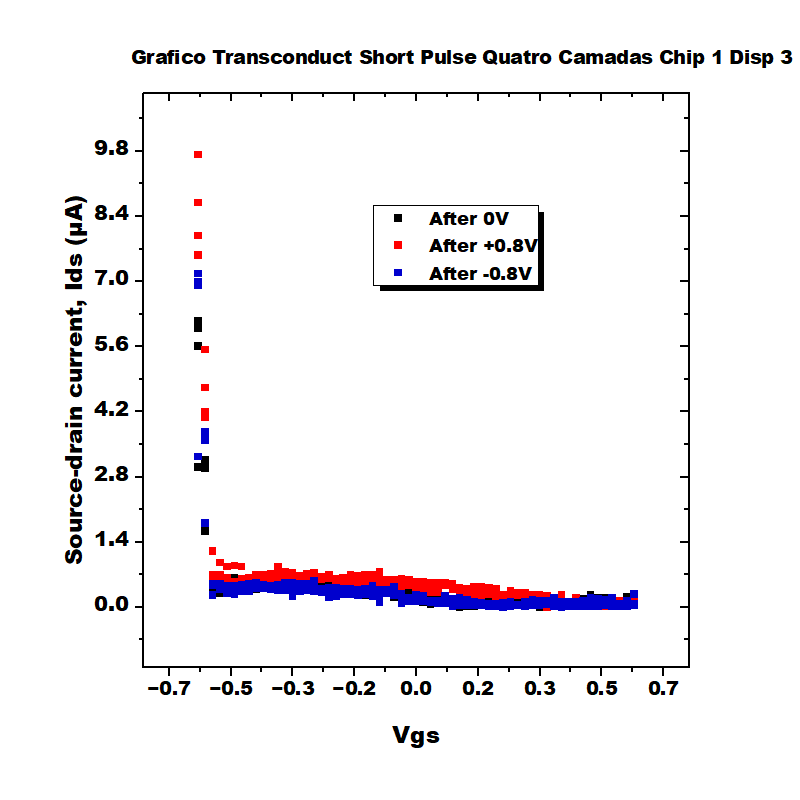 Grafico Transconduct Short Pulse Quatro Camadas Chip 1 Disp 3
Source-drain current, Ids (µA)
9.8
8.4
7.0
5.6
4.2
2.8
1.4
0.0
After 0V
After +0.8V
After -0.8V
−0.7 −0.5 −0.3 −0.2 0.0 0.2 0.3 0.5 0.7
Vgs